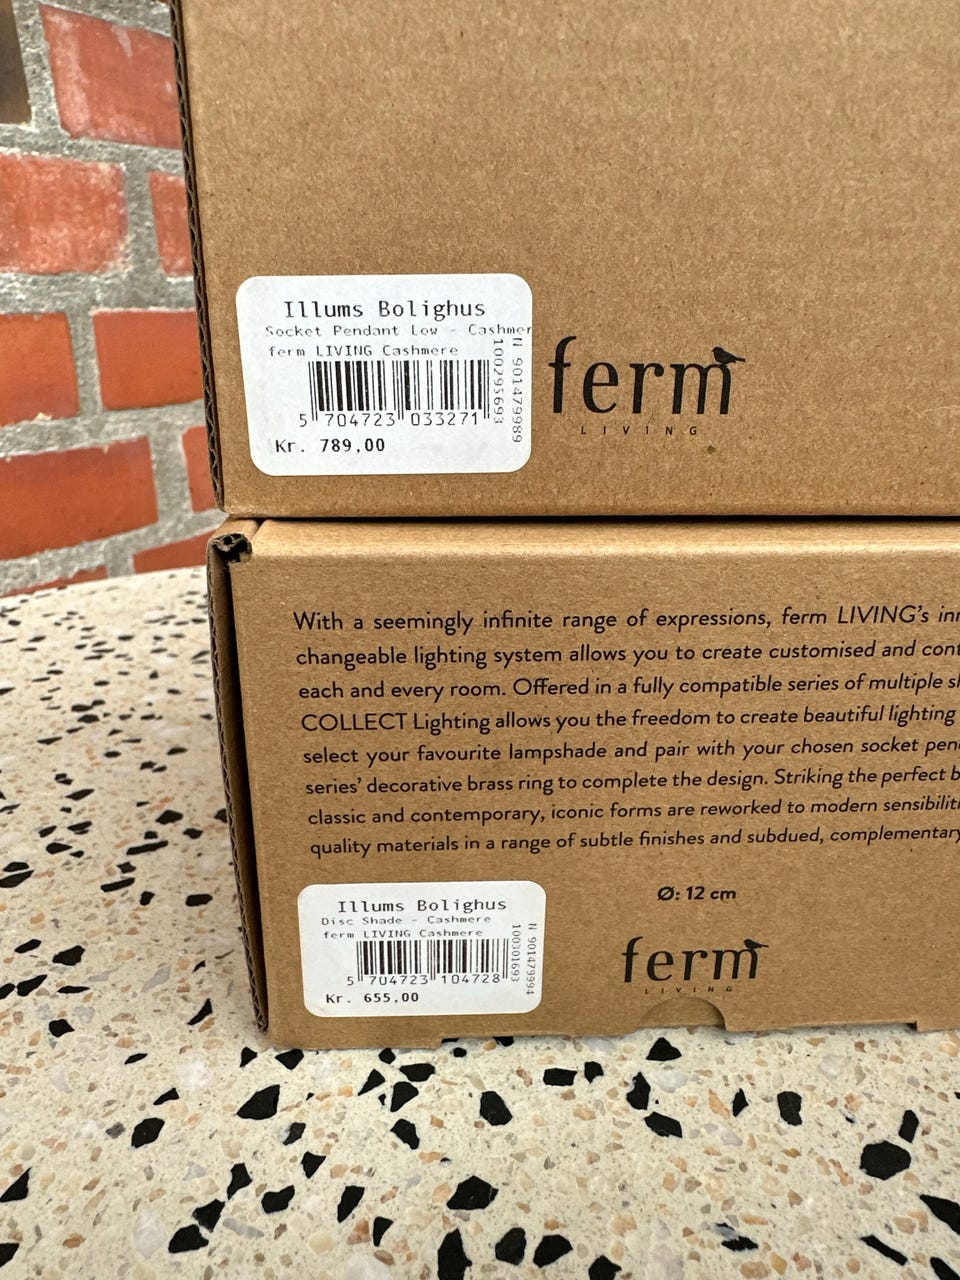 Illums Bolighus
Socket Pendant Low - Cashmer
ferm LIVING Cashmere
5 704723 033271
100295693
N 901479989
Kr. 789,00
ferm
LIVING
With a seemingly infinite range of expressions, ferm LIVING's inn
changeable lighting system allows you to create customised and cont
each and every room. Offered in a fully compatible series of multiple sh
COLLECT Lighting allows you the freedom to create beautiful lighting
select your favourite lampshade and pair with your chosen socket pen
series' decorative brass ring to complete the design. Striking the perfect b
classic and contemporary, iconic forms are reworked to modern sensibiliti
quality materials in a range of subtle finishes and subdued, complementary
Ø: 12 cm
Illums Bolighus
Disc Shade - Cashmere
ferm LIVING Cashmere
5 704723 104728
100301693
N 901479994
Kr. 655,00
ferm
LIVING